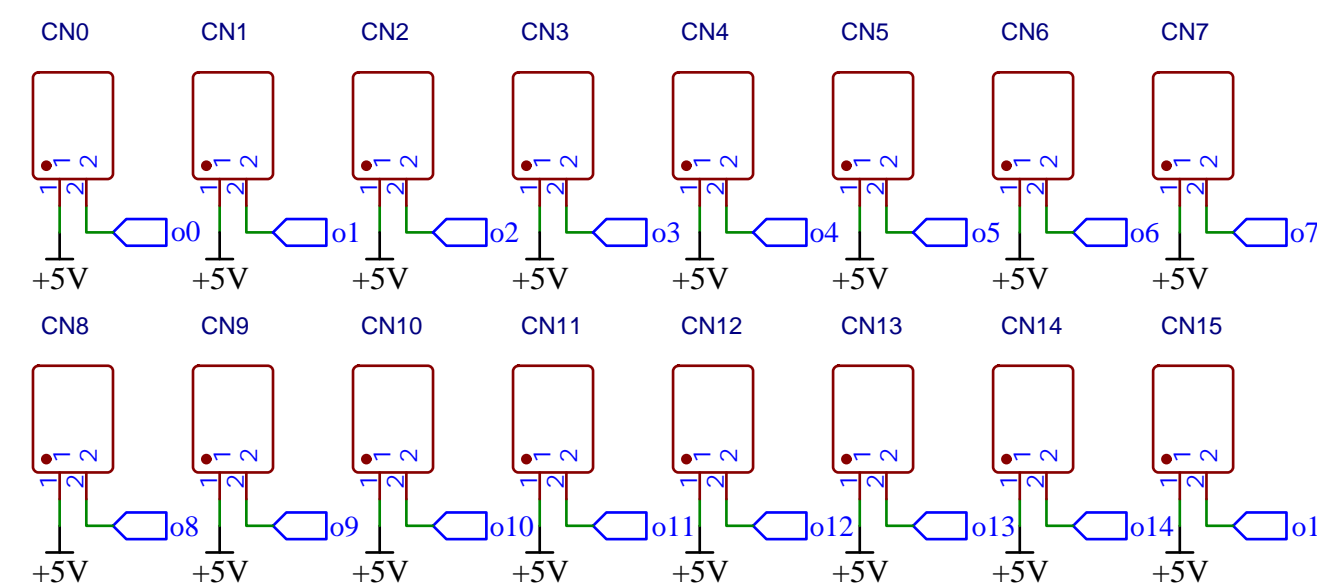 CN0 CN1 CN2 CN3 CN4 CN5 CN6 CN7
1 2 1 2 1 2 1 2 1 2 1 2 1 2 1 2
1 2 1 2 1 2 1 2 1 2 1 2 1 2 1 2
o0 o1 o2 o3 o4 o5 o6 o7
+5V +5V +5V +5V +5V +5V +5V +5V
CN8 CN9 CN10 CN11 CN12 CN13 CN14 CN15
1 2 1 2 1 2 1 2 1 2 1 2 1 2 1 2
1 2 1 2 1 2 1 2 1 2 1 2 1 2 1 2
o8 o9 o10 o11 o12 o13 o14 o1
+5V +5V +5V +5V +5V +5V +5V +5V